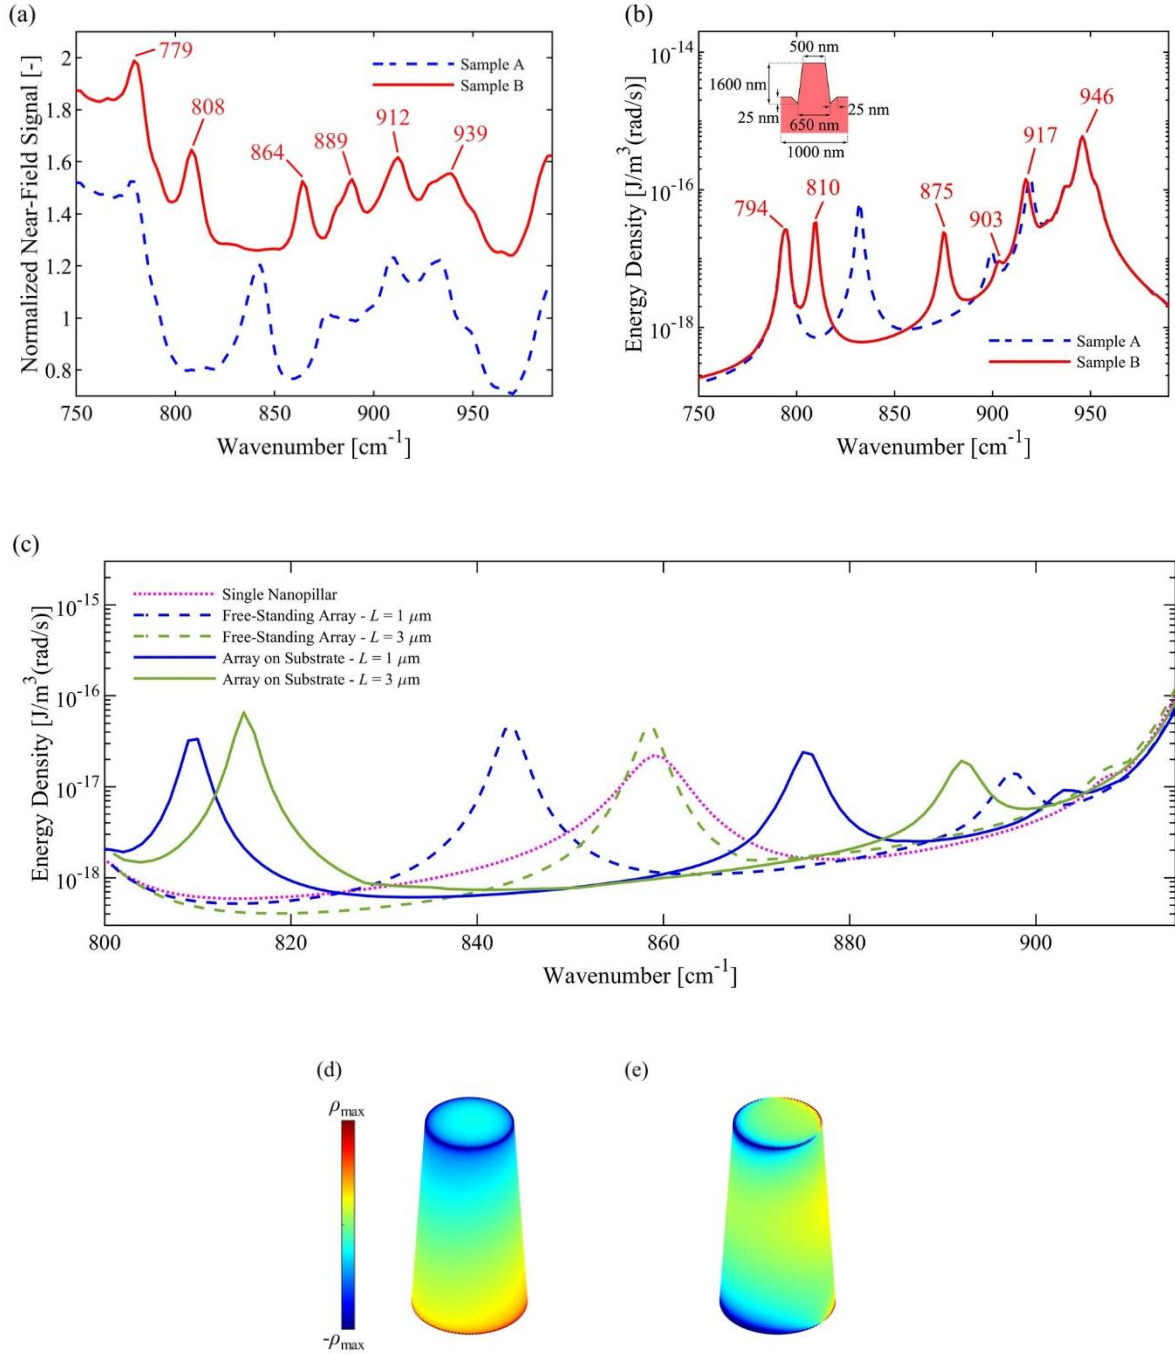 (a)
2
1.8
1.6
1.4
1.2
1
0.8
Normalized Near-Field Signal [-]
779
808
864
889
912
939
Sample A
Sample B
750
800
850
900
950
Wavenumber [cm-1]
(b)
10-14
10-16
10-18
Energy Density [J/m3(rad/s)]
500 nm
1600 nm
25 nm
25 nm
650 nm
1000 nm
794
810
875
903
917
946
Sample A
Sample B
750
800
850
900
950
Wavenumber [cm-1]
(c)
10-15
10-16
10-17
10-18
Energy Density [J/m3(rad/s)]
Single Nanopillar
Free-Standing Array - L = 1 μm
Free-Standing Array - L = 3 μm
Array on Substrate - L = 1 μm
Array on Substrate - L = 3 μm
800
820
840
860
880
900
Wavenumber [cm-1]
(d)
ρmax
-ρmax
(e)